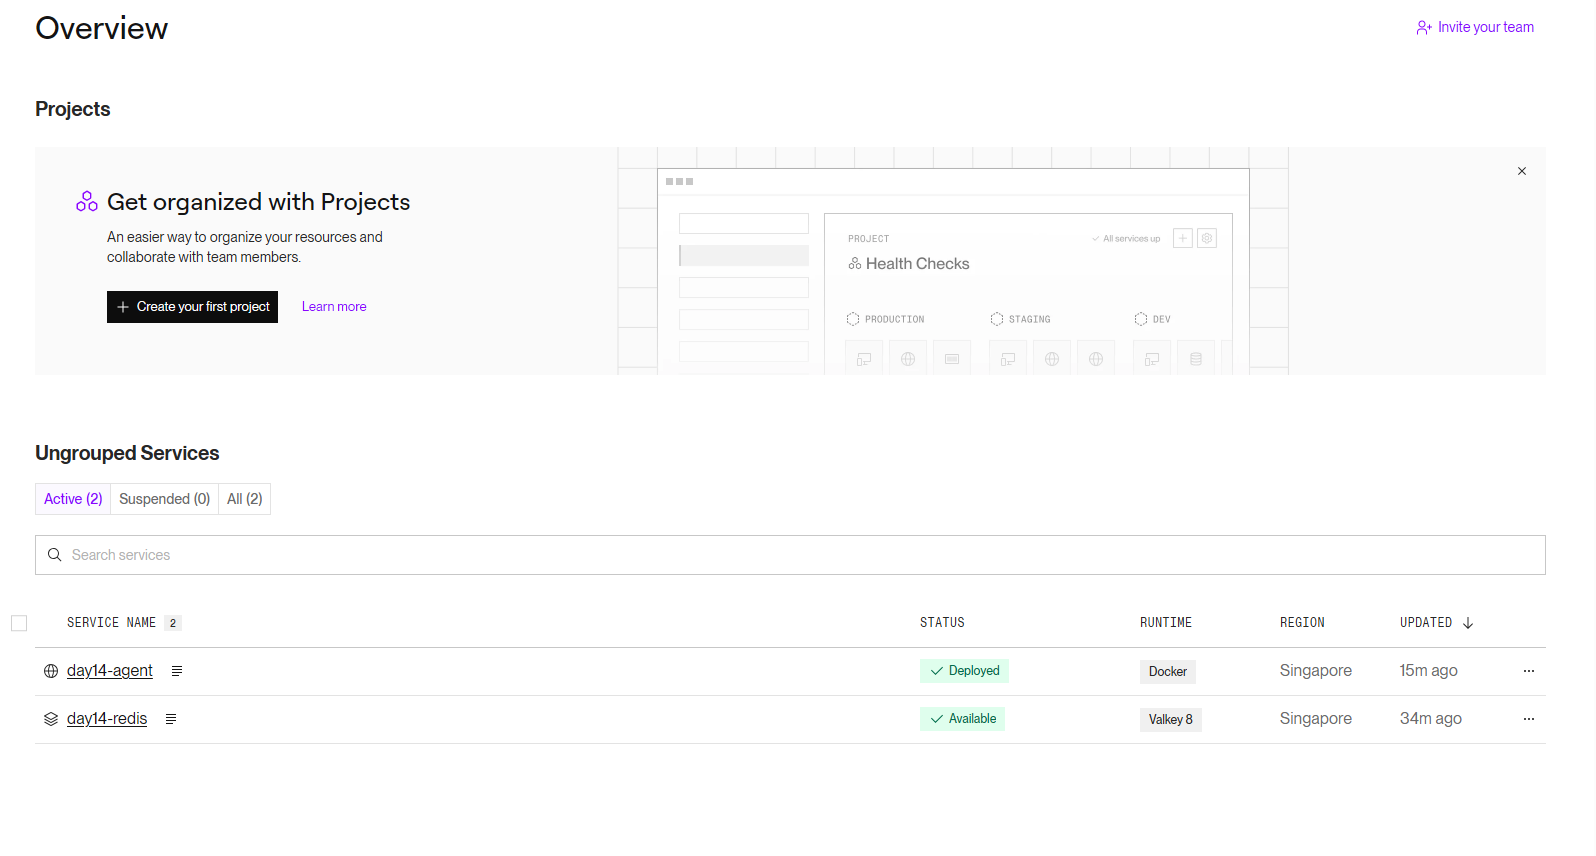 Overview
Invite your team
Projects
Get organized with Projects
An easier way to organize your resources and
collaborate with team members.
Create your first project
Learn more
PROJECT
All services up
Health Checks
PRODUCTION
STAGING
DEV
Ungrouped Services
Active (2)
Suspended (0)
All (2)
Search services
SERVICE NAME 2 STATUS RUNTIME REGION UPDATED
day14-agent Deployed Docker Singapore 15m ago
day14-redis Available Valkey 8 Singapore 34m ago